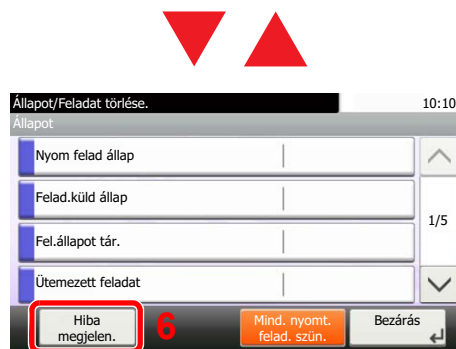 Állapot/Feladat törlése.
10:10
Állapot
Nyom felad állap
Felad.küld állap
Fel.állapot tár.
Ütemezett feladat
1/5
Hiba
megjelen.
6
Mind. nyomt.
felad. szün.
Bezárás